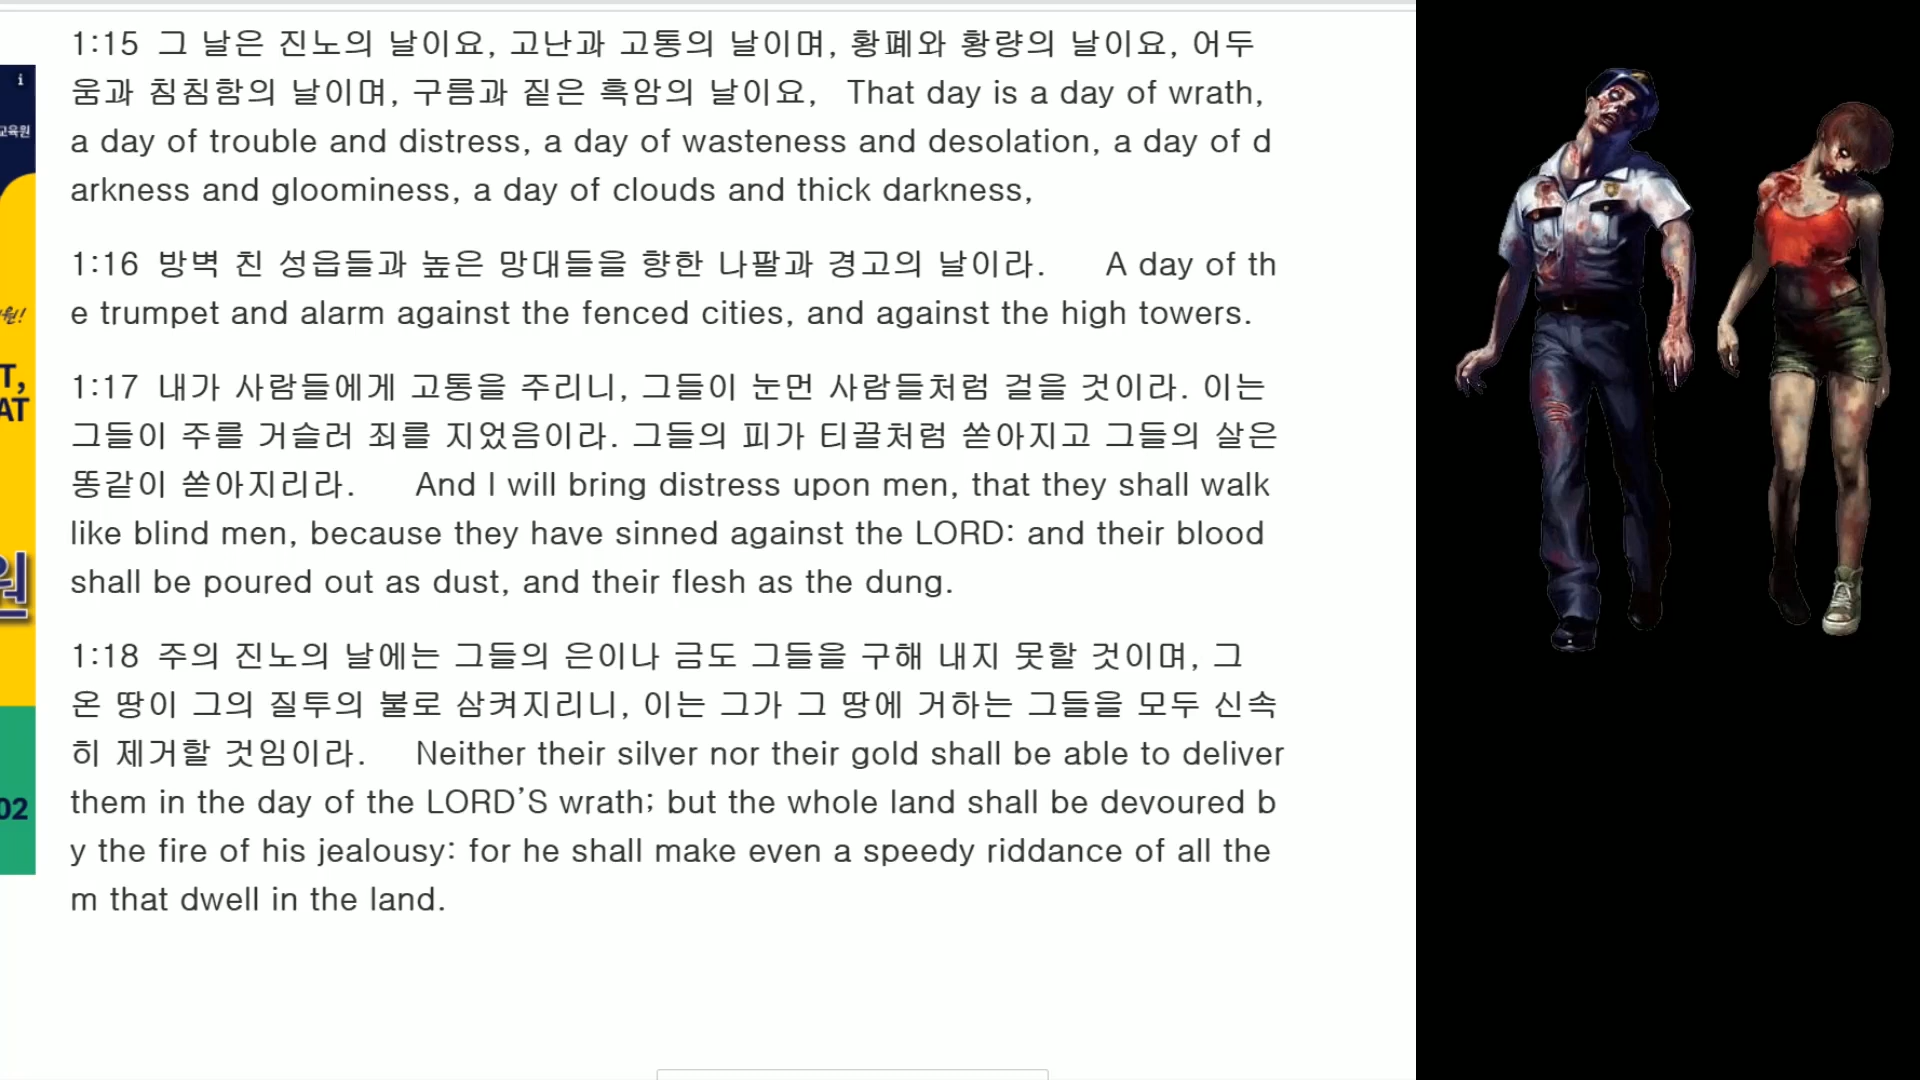 1:15 그 날은 진노의 날이요, 고난과 고통의 날이며, 황폐와 황량의 날이요, 어두
움과 침침함의 날이며, 구름과 짙은 흑암의 날이요, That day is a day of wrath,
a day of trouble and distress, a day of wasteness and desolation, a day of d
arkness and gloominess, a day of clouds and thick darkness,
1:16 방벽 친 성읍들과 높은 망대들을 향한 나팔과 경고의 날이라. A day of th
e trumpet and alarm against the fenced cities, and against the high towers.
1:17 내가 사람들에게 고통을 주리니, 그들이 눈먼 사람들처럼 걸을 것이라. 이는
그들이 주를 거슬러 죄를 지었음이라. 그들의 피가 티끌처럼 쏟아지고 그들의 살은
똥같이 쏟아지리라. And I will bring distress upon men, that they shall walk
like blind men, because they have sinned against the LORD: and their blood
shall be poured out as dust, and their flesh as the dung.
1:18 주의 진노의 날에는 그들의 은이나 금도 그들을 구해 내지 못할 것이며, 그
온 땅이 그의 질투의 불로 삼켜지리니, 이는 그가 그 땅에 거하는 그들을 모두 신속
히 제거할 것임이라. Neither their silver nor their gold shall be able to deliver
them in the day of the LORD'S wrath; but the whole land shall be devoured b
y the fire of his jealousy: for he shall make even a speedy riddance of all the
m that dwell in the land.
i
교육원
원!
T,
AT
원
02